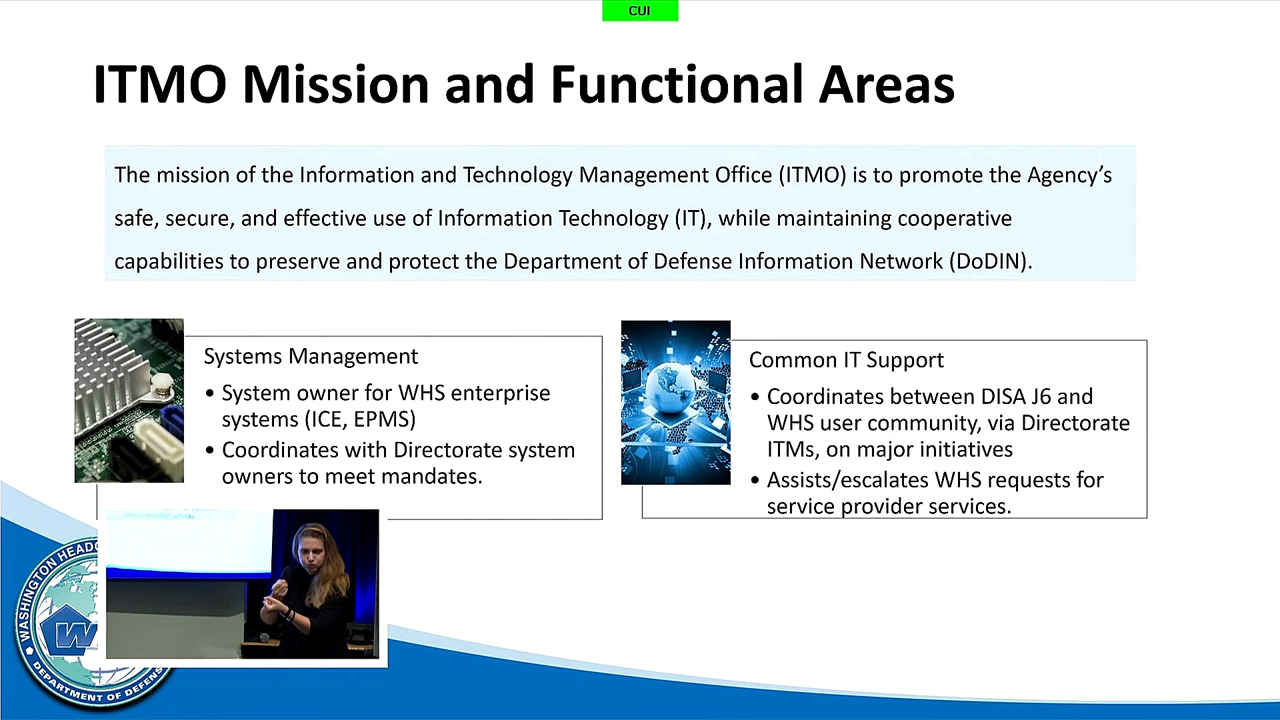 CUI
ITMO Mission and Functional Areas
The mission of the Information and Technology Management Office (ITMO) is to promote the Agency's
safe, secure, and effective use of Information Technology (IT), while maintaining cooperative
capabilities to preserve and protect the Department of Defense Information Network (DoDIN).
Systems Management
• System owner for WHS enterprise
systems (ICE, EPMS)
• Coordinates with Directorate system
owners to meet mandates.
Common IT Support
• Coordinates between DISA J6 and
WHS user community, via Directorate
ITMs, on major initiatives
• Assists/escalates WHS requests for
service provider services.
WASHINGTON
W
DEPARTMENT OF